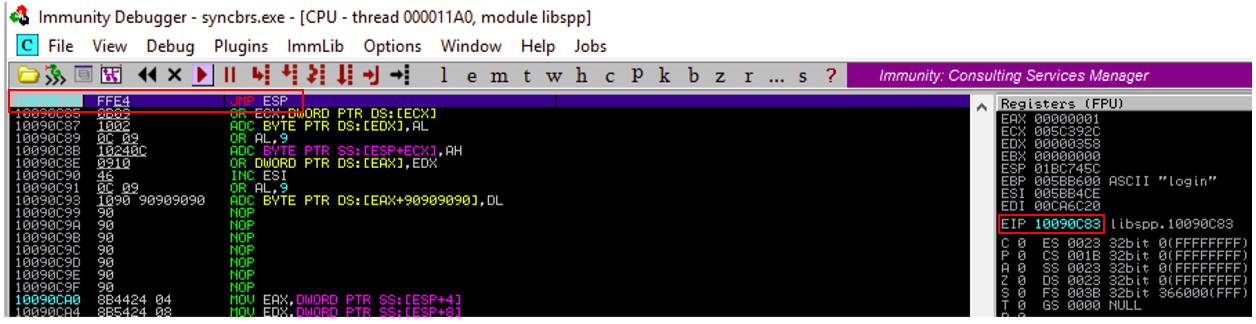 Immunity Debugger - syncbrs.exe - [CPU - thread 000011A0, module libspp]
C File View Debug Plugins ImmLib Options Window Help Jobs
l e m t w h c P k b z r ... s ? Immunity: Consulting Services Manager
10090C83 FFE4 JMP ESP
10090C85 0B09 OR ECX,DWORD PTR DS:[ECX]
10090C87 1002 ADC BYTE PTR DS:[EDX],AL
10090C89 0C 09 OR AL,9
10090C8B 10240C ADC BYTE PTR SS:[ESP+ECX],AH
10090C8E 0910 OR DWORD PTR DS:[EAX],EDX
10090C90 46 INC ESI
10090C91 0C 09 OR AL,9
10090C93 1090 90909090 ADC BYTE PTR DS:[EAX+90909090],DL
10090C99 90 NOP
10090C9A 90 NOP
10090C9B 90 NOP
10090C9C 90 NOP
10090C9D 90 NOP
10090C9E 90 NOP
10090C9F 90 NOP
10090CA0 8B4424 04 MOV EAX,DWORD PTR SS:[ESP+4]
10090CA4 8B5424 08 MOV EDX,DWORD PTR SS:[ESP+8]
Registers (FPU)
EAX 00000001
ECX 005C392C
EDX 00000358
EBX 00000000
ESP 01BC745C
EBP 005BB600 ASCII "login"
ESI 005BB4CE
EDI 00CA6C20
EIP 10090C83 libspp.10090C83
C 0 ES 0023 32bit 0(FFFFFFFF)
P 0 CS 001B 32bit 0(FFFFFFFF)
A 0 SS 0023 32bit 0(FFFFFFFF)
Z 0 DS 0023 32bit 0(FFFFFFFF)
S 0 FS 003B 32bit 366000(FFF)
T 0 GS 0000 NULL